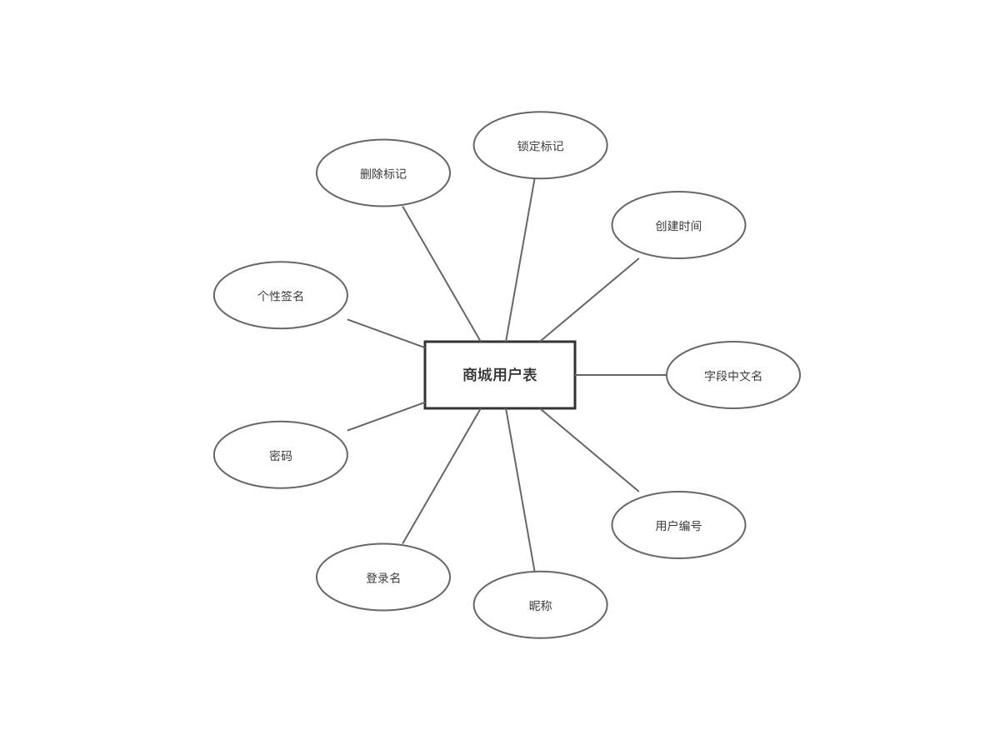 锁定标记
删除标记
创建时间
个性签名
商城用户表
字段中文名
密码
用户编号
登录名
昵称